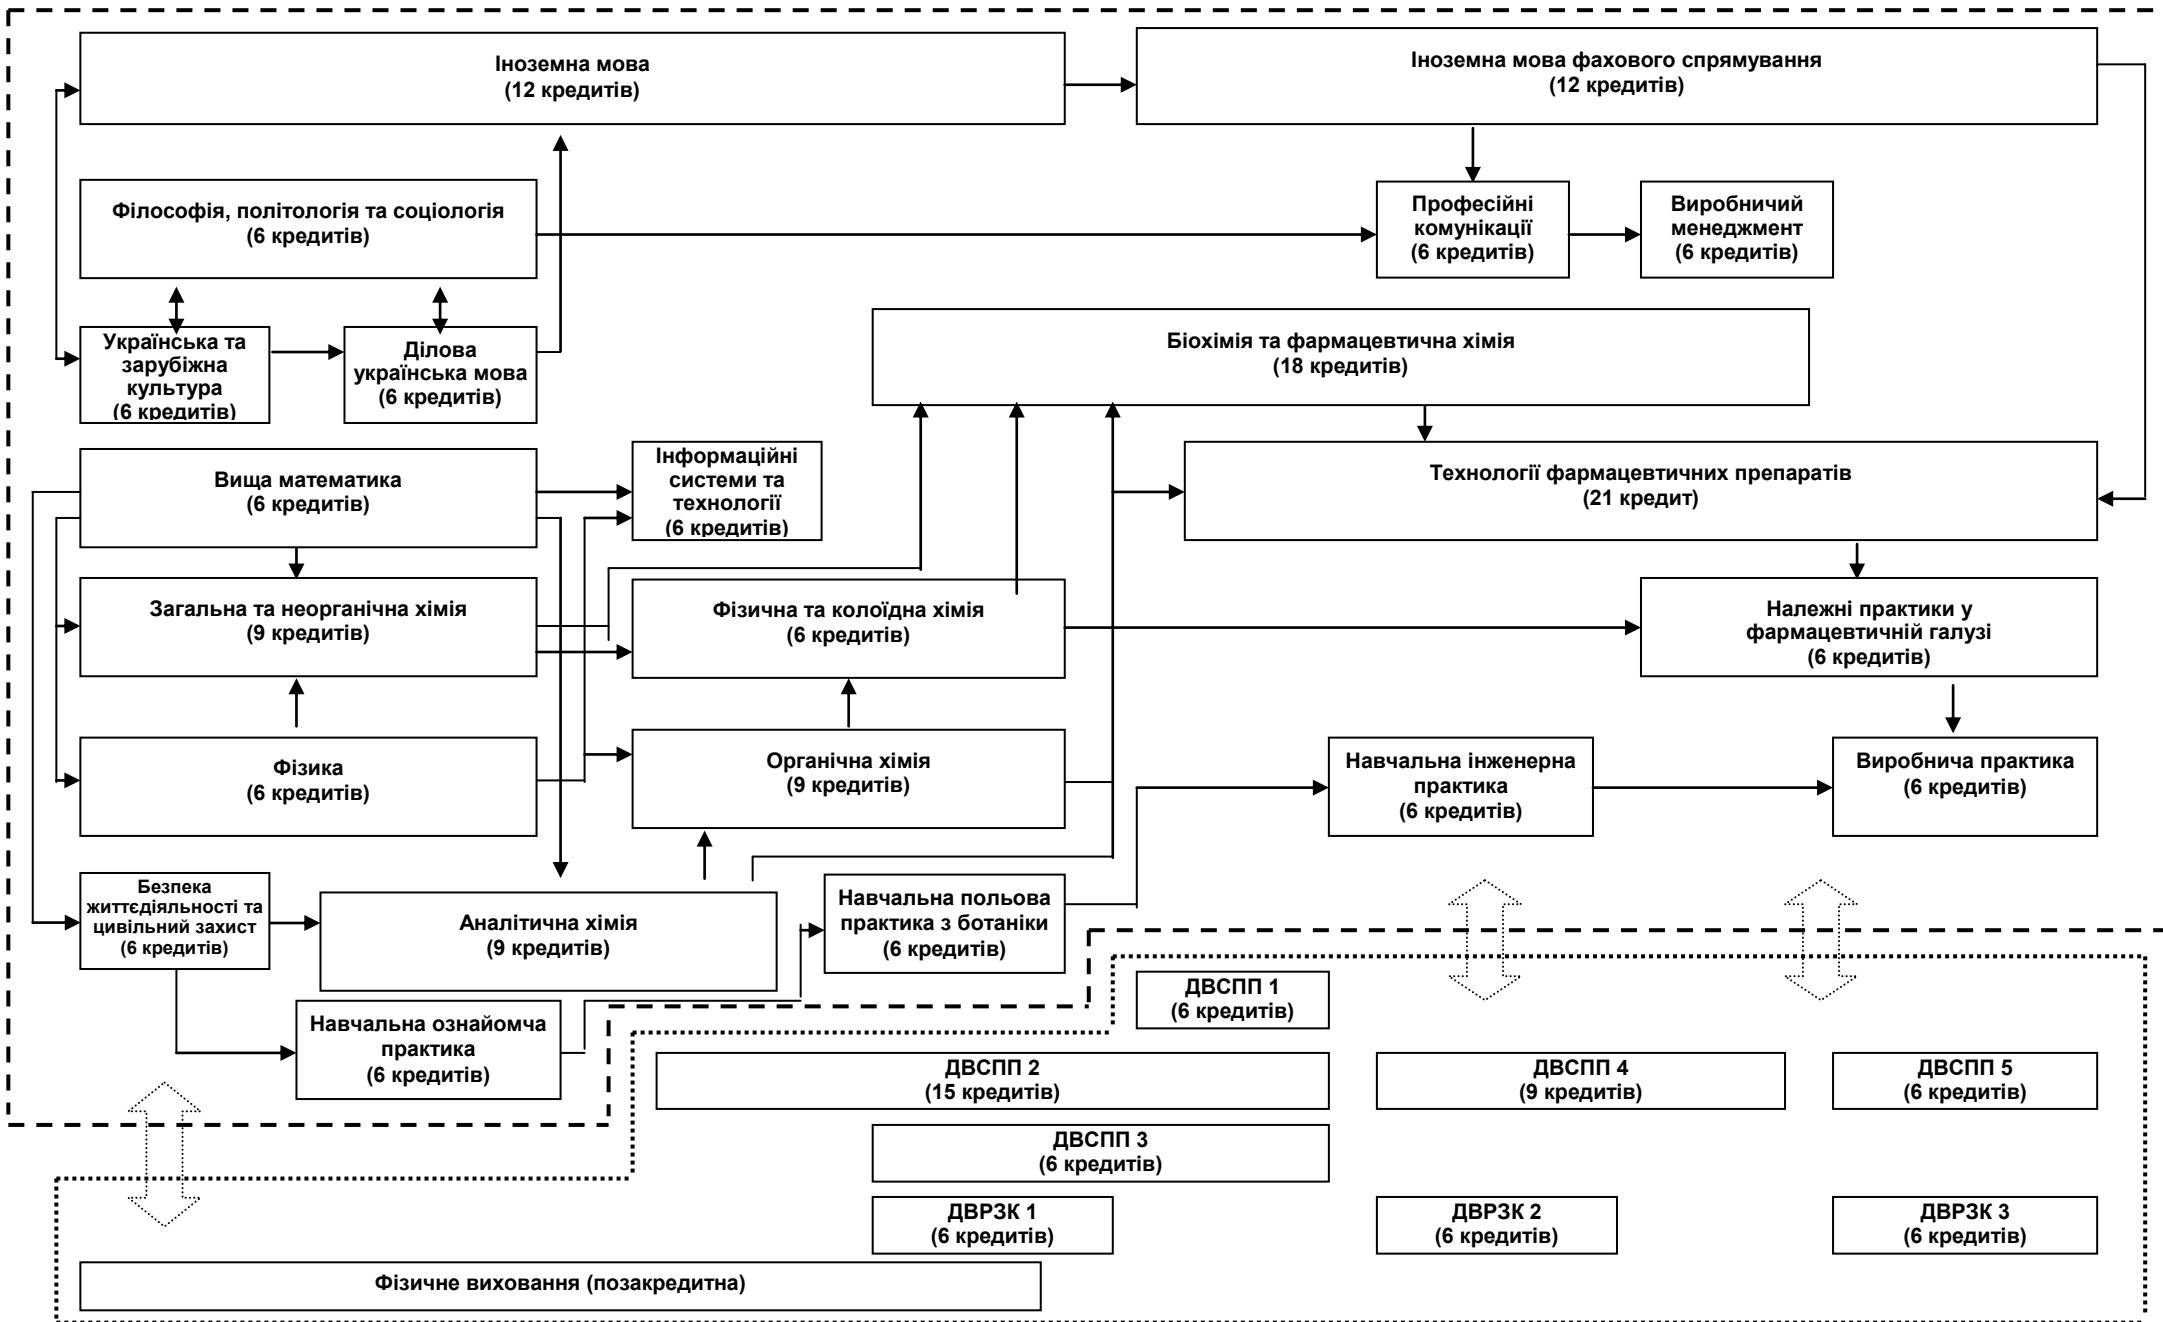 Іноземна мова
(12 кредитів)
Іноземна мова фахового спрямування
(12 кредитів)
Філософія, політологія та соціологія
(6 кредитів)
Професійні
комунікації
(6 кредитів)
Виробничий
менеджмент
(6 кредитів)
Українська та
зарубіжна
культура
(6 кредитів)
Ділова
українська мова
(6 кредитів)
Біохімія та фармацевтична хімія
(18 кредитів)
Вища математика
(6 кредитів)
Інформаційні
системи та
технології
(6 кредитів)
Технології фармацевтичних препаратів
(21 кредит)
Загальна та неорганічна хімія
(9 кредитів)
Фізична та колоїдна хімія
(6 кредитів)
Належні практики у
фармацевтичній галузі
(6 кредитів)
Фізика
(6 кредитів)
Органічна хімія
(9 кредитів)
Навчальна інженерна
практика
(6 кредитів)
Виробнича практика
(6 кредитів)
Безпека
життєдіяльності та
цивільний захист
(6 кредитів)
Аналітична хімія
(9 кредитів)
Навчальна польова
практика з ботаніки
(6 кредитів)
ДВСПП 1
(6 кредитів)
Навчальна ознайомча
практика
(6 кредитів)
ДВСПП 2
(15 кредитів)
ДВСПП 4
(9 кредитів)
ДВСПП 5
(6 кредитів)
ДВСПП 3
(6 кредитів)
ДВРЗК 1
(6 кредитів)
ДВРЗК 2
(6 кредитів)
ДВРЗК 3
(6 кредитів)
Фізичне виховання (позакредитна)